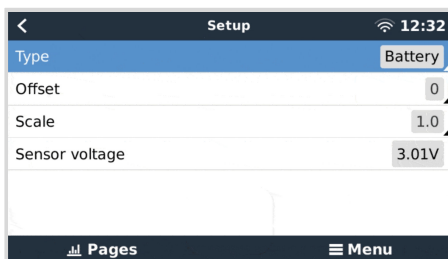 Setup 12:32
Type Battery
Offset 0
Scale 1.0
Sensor voltage 3.01V
Pages Menu